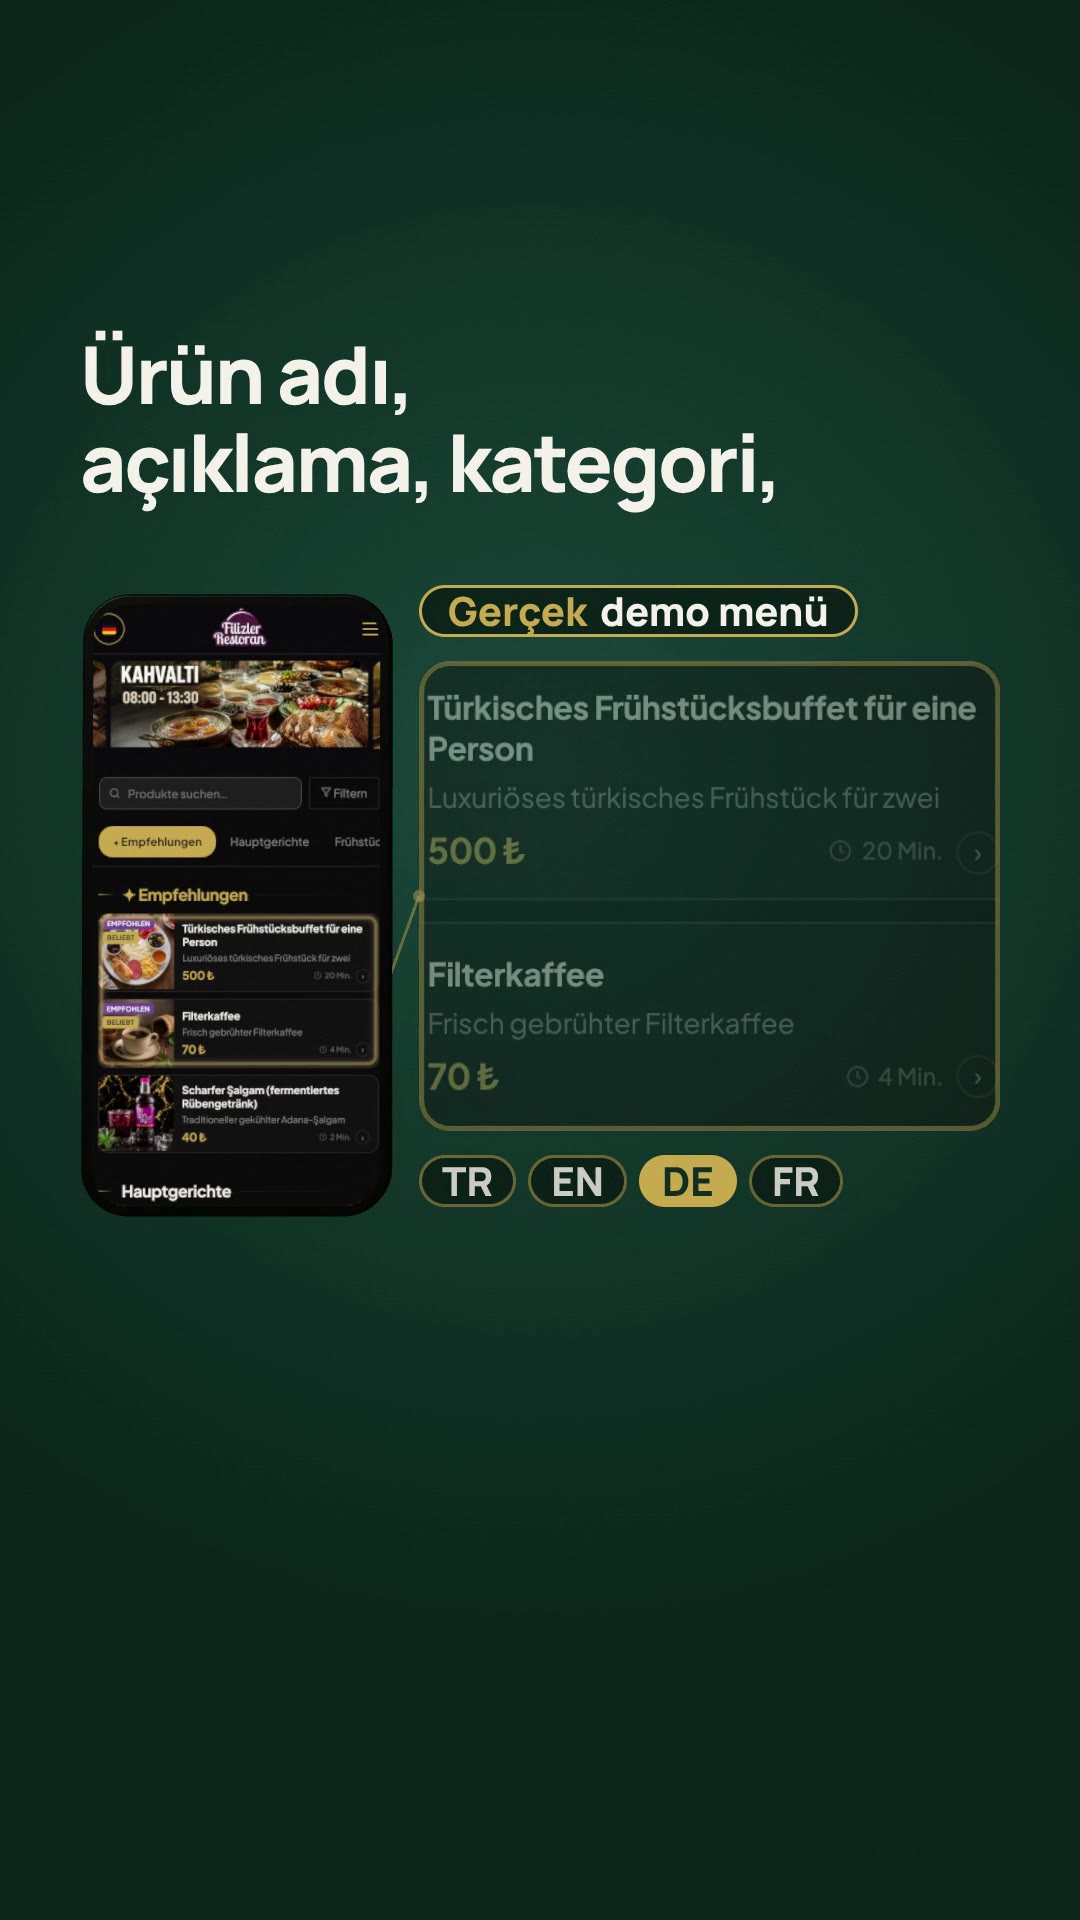 Ürün adı,
açıklama, kategori,
Gerçek demo menü
Filizler
Restoran
KAHVALTI
08:00 - 13:30
Produkte suchen...
Filtern
Empfehlungen
Hauptgerichte
Frühstüc
Empfehlungen
EMPFOHLEN
BELIEBT
Türkisches Frühstücksbuffet für eine
Person
Luxuriöses türkisches Frühstück für zwei
500 ₺
20 Min.
EMPFOHLEN
BELIEBT
Filterkaffee
Frisch gebrühter Filterkaffee
70 ₺
4 Min.
Scharfer Şalgam (fermentiertes
Rübengetränk)
Traditioneller gekühlter Adana-Şalgam
40 ₺
2 Min.
Hauptgerichte
Türkisches Frühstücksbuffet für eine
Person
Luxuriöses türkisches Frühstück für zwei
500 ₺
20 Min.
Filterkaffee
Frisch gebrühter Filterkaffee
70 ₺
4 Min.
TR
EN
DE
FR